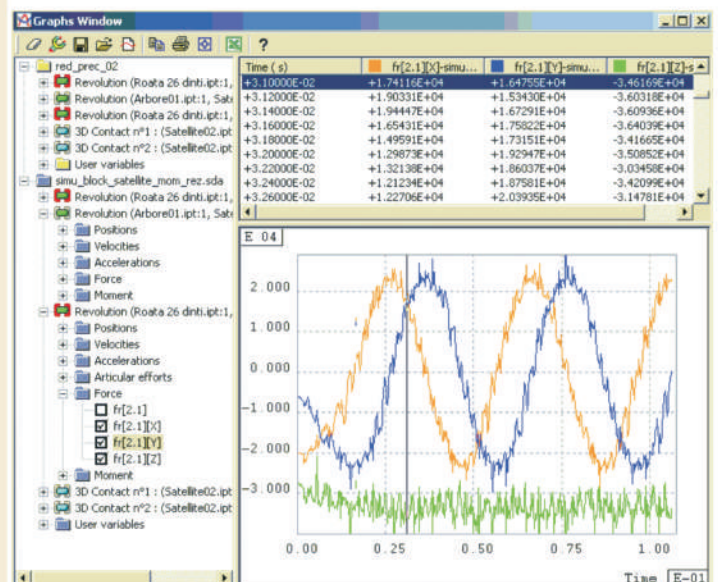 Graphs Window
?
red_prec_02
Revolution (Roata 26 dinti.ipt:1,
Revolution (Arbore01.ipt:1, Sate
Revolution (Roata 26 dinti.ipt:1,
3D Contact n°1 : (Satellite02.ipt
3D Contact n°2 : (Satellite02.ipt
User variables
simu_block_satellite_mom_rez.sda
Revolution (Roata 26 dinti.ipt:1,
Revolution (Arbore01.ipt:1, Sate
Positions
Velocities
Accelerations
Force
Moment
Revolution (Roata 26 dinti.ipt:1,
Positions
Velocities
Accelerations
Articular efforts
Force
fr[2.1]
fr[2.1][X]
fr[2.1][Y]
fr[2.1][Z]
Moment
3D Contact n°1 : (Satellite02.ipt
3D Contact n°2 : (Satellite02.ipt
User variables
Time ( s) fr[2.1][X]-simu... fr[2.1][Y]-simu... fr[2.1][Z]-s
+3.10000E-02 +1.74116E+04 +1.64755E+04 -3.46169E+04
+3.12000E-02 +1.90331E+04 +1.53430E+04 -3.60318E+04
+3.14000E-02 +1.94447E+04 +1.67291E+04 -3.60936E+04
+3.16000E-02 +1.65431E+04 +1.75822E+04 -3.64039E+04
+3.18000E-02 +1.49591E+04 +1.73151E+04 -3.41665E+04
+3.20000E-02 +1.29873E+04 +1.92947E+04 -3.50852E+04
+3.22000E-02 +1.32138E+04 +1.86037E+04 -3.03458E+04
+3.24000E-02 +1.21234E+04 +1.87581E+04 -3.42099E+04
+3.26000E-02 +1.22706E+04 +2.03935E+04 -3.14781E+04
E 04
2.000
1.000
0.000
-1.000
-2.000
-3.000
0.00 0.25 0.50 0.75 1.00
Time E-01